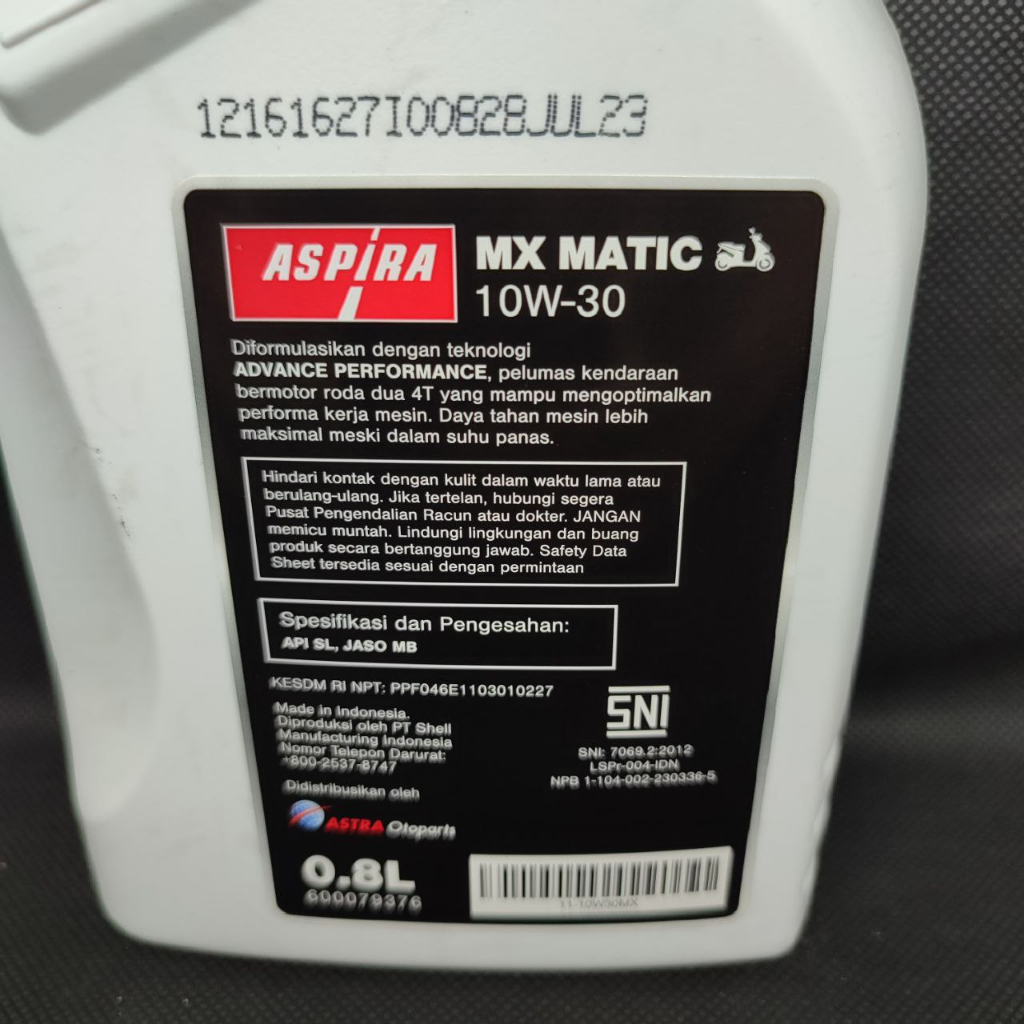 12161627I00828JUL23
ASPIRA
MX MATIC
10W-30
Diformulasikan dengan teknologi
ADVANCE PERFORMANCE, pelumas kendaraan
bermotor roda dua 4T yang mampu mengoptimalkan
performa kerja mesin. Daya tahan mesin lebih
maksimal meski dalam suhu panas.
Hindari kontak dengan kulit dalam waktu lama atau
berulang-ulang. Jika tertelan, hubungi segera
Pusat Pengendalian Racun atau dokter. JANGAN
memicu muntah. Lindungi lingkungan dan buang
produk secara bertanggung jawab. Safety Data
Sheet tersedia sesuai dengan permintaan
Spesifikasi dan Pengesahan:
API SL, JASO MB
KESDM RI NPT: PPF046E1103010227
Made in Indonesia.
Diproduksi oleh PT Shell
Manufacturing Indonesia
Nomor Telepon Darurat:
+800-2537-8747
SNI
SNI: 7069.2:2012
LSPr-004-IDN
NPB 1-104-002-230336-5
Didistribusikan oleh
ASTRA Otoparts
0.8L
600079376
11-10W30MX